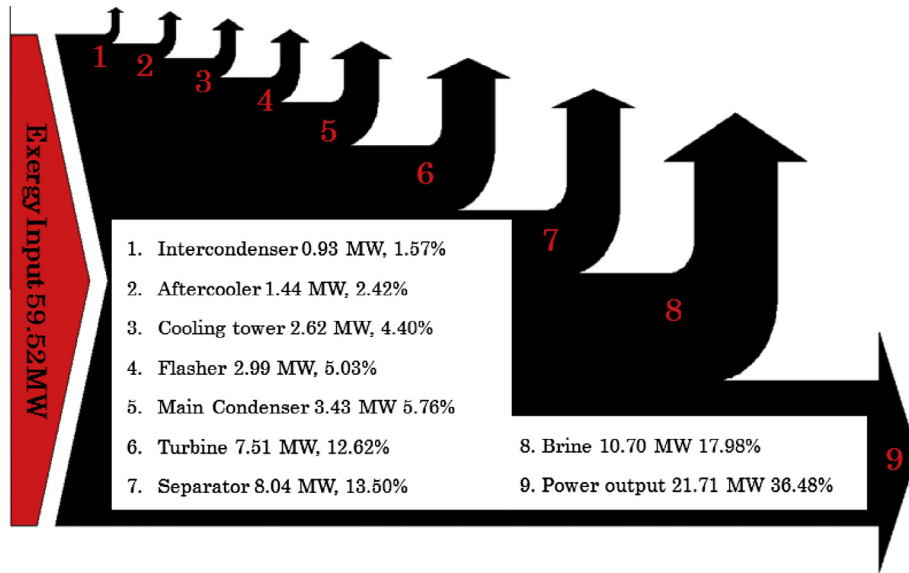 1
2
3
4
5
6
7
8
9
Exergy Input 59.52MW
1. Intercondenser 0.93 MW, 1.57%
2. Aftercooler 1.44 MW, 2.42%
3. Cooling tower 2.62 MW, 4.40%
4. Flasher 2.99 MW, 5.03%
5. Main Condenser 3.43 MW 5.76%
6. Turbine 7.51 MW, 12.62%
7. Separator 8.04 MW, 13.50%
8. Brine 10.70 MW 17.98%
9. Power output 21.71 MW 36.48%